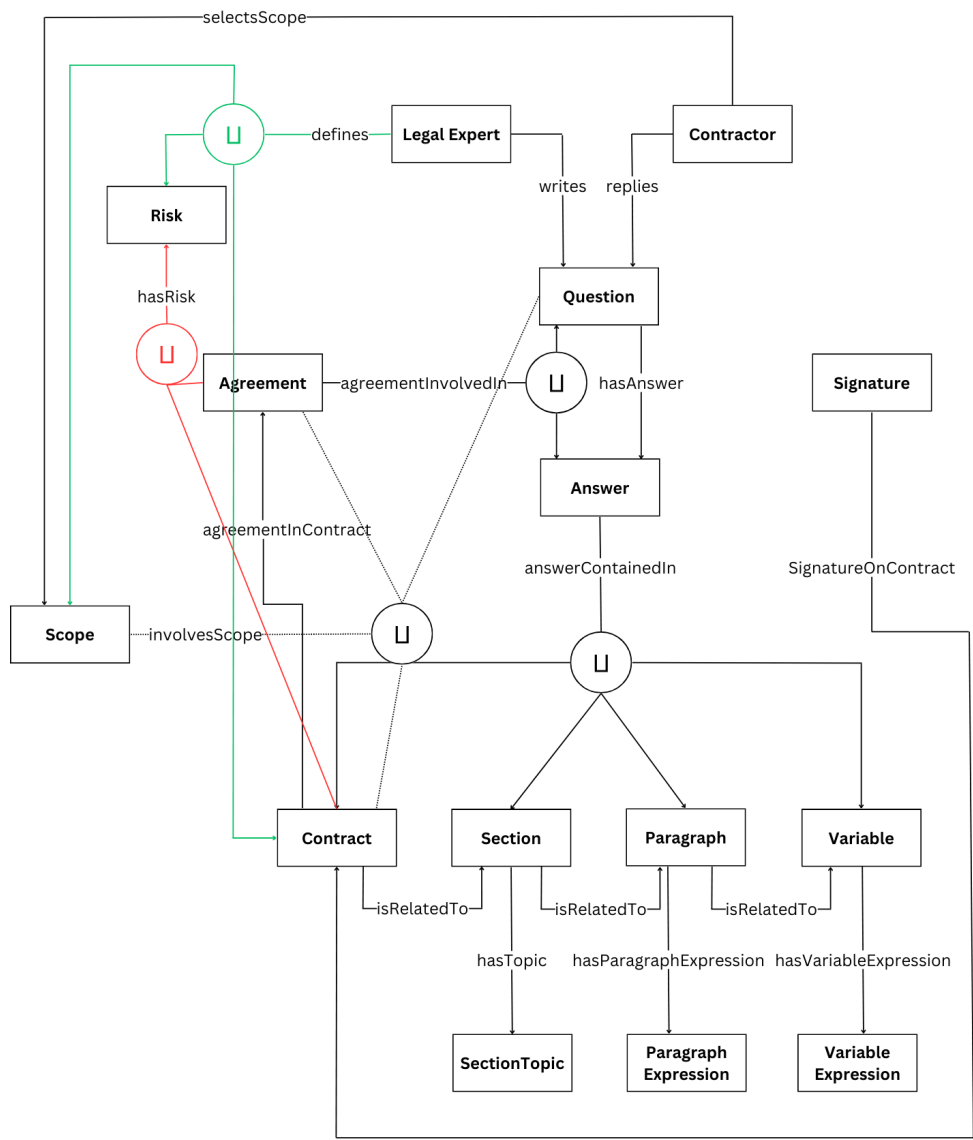 selectsScope
⊔
defines
Legal Expert
Contractor
writes
replies
Risk
hasRisk
Question
⊔
Agreement
agreementInvolvedIn
⊔
hasAnswer
Signature
Answer
agreementInContract
answerContainedIn
SignatureOnContract
Scope
involvesScope
⊔
⊔
Contract
Section
Paragraph
Variable
isRelatedTo
isRelatedTo
isRelatedTo
hasTopic
hasParagraphExpression
hasVariableExpression
SectionTopic
Paragraph
Expression
Variable
Expression